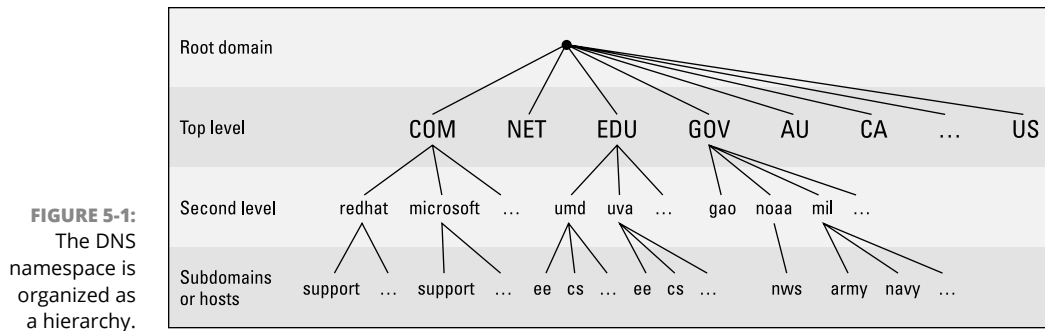 Root domain
Top level COM NET EDU GOV AU CA ... US
Second level redhat microsoft ... umd uva ... gao noaa mil ...
Subdomains
or hosts support ... support ... ee cs ... ee cs ... nws army navy ...
FIGURE 5-1:
The DNS
namespace is
organized as
a hierarchy.